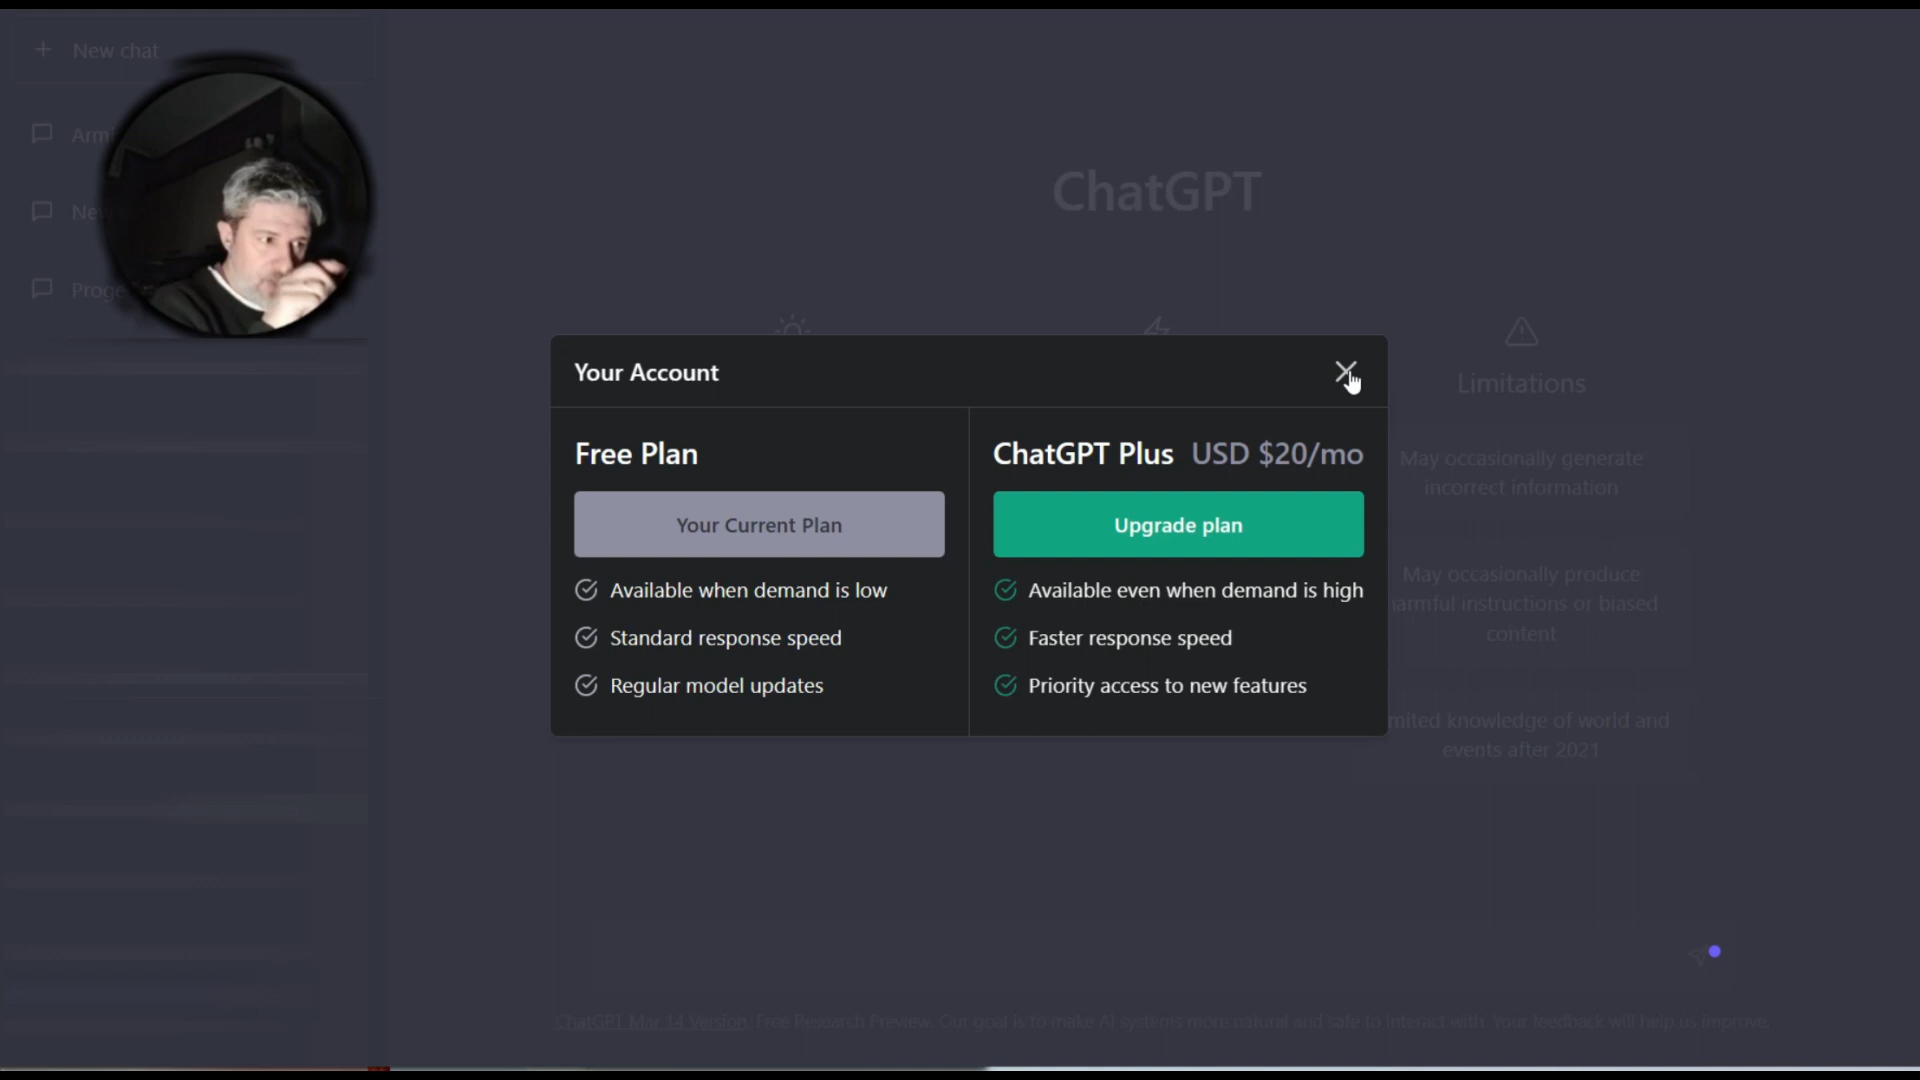 New chat
ChatGPT
Limitations
May occasionally generate
incorrect information
May occasionally produce
harmful instructions or biased
content
events after 2021
Your Account
Free Plan
Your Current Plan
Available when demand is low
Standard response speed
Regular model updates
ChatGPT Plus USD $20/mo
Upgrade plan
Available even when demand is high
Faster response speed
Priority access to new features
mited knowledge of world and
ChatGPT Mar 14 Version. Free Research Preview. Our goal is to make AI systems more natural and safe to interact with. Your feedback will help us improve.